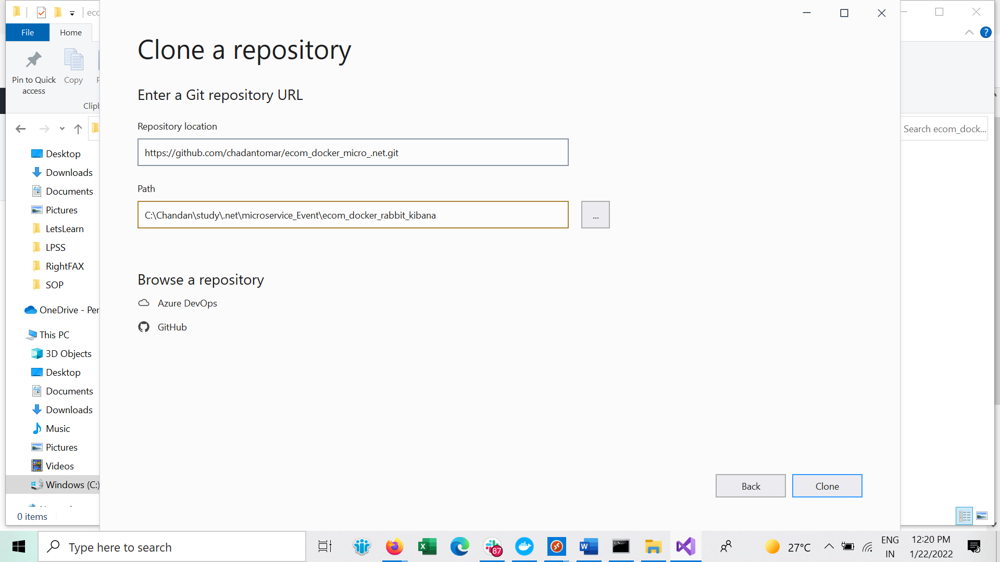 ecc
File
Home
Pin to Quick
access
Copy
Clipb
Search ecom_dock...
Desktop
Downloads
Documents
Pictures
LetsLearn
LPSS
RightFAX
SOP
OneDrive - Per
This PC
3D Objects
Desktop
Documents
Downloads
Music
Pictures
Videos
Windows (C:)
0 items
Clone a repository
Enter a Git repository URL
Repository location
https://github.com/chadantomar/ecom_docker_micro_.net.git
Path
C:\Chandan\study\.net\microservice_Event\ecom_docker_rabbit_kibana
...
Browse a repository
Azure DevOps
GitHub
Back
Clone
Type here to search
87
27°C
ENG
IN
12:20 PM
1/22/2022